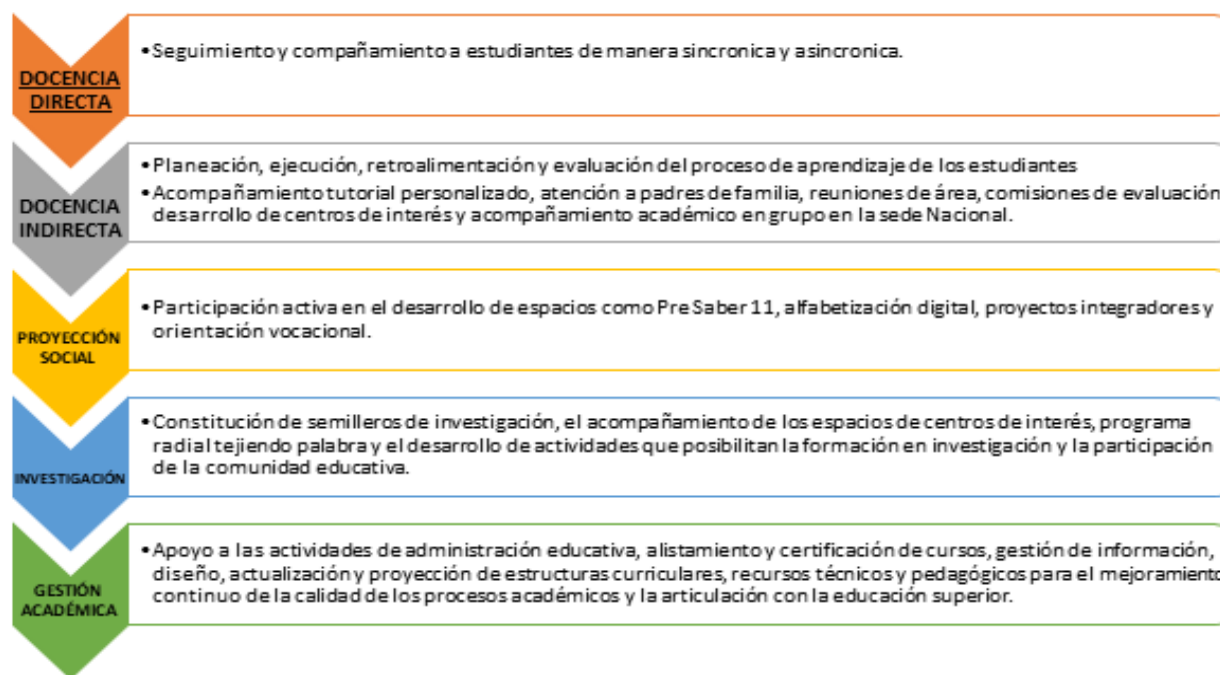 DOCENCIA
DIRECTA
•Seguimiento y compañamiento a estudiantes de manera sincronica y asincronica.
DOCENCIA
INDIRECTA
•Planeación, ejecución, retroalimentación y evaluación del proceso de aprendizaje de los estudiantes
•Acompañamiento tutorial personalizado, atención a padres de familia, reuniones de área, comisiones de evaluación
desarrollo de centros de interés y acompañamiento académico en grupo en la sede Nacional.
PROYECCIÓN
SOCIAL
•Participación activa en el desarrollo de espacios como Pre Saber 11, alfabetización digital, proyectos integradores y
orientación vocacional.
INVESTIGACIÓN
•Constitución de semilleros de investigación, el acompañamiento de los espacios de centros de interés, programa
radial tejiendo palabra y el desarrollo de actividades que posibilitan la formación en investigación y la participación
de la comunidad educativa.
GESTIÓN
ACADÉMICA
•Apoyo a las actividades de administración educativa, alistamiento y certificación de cursos, gestión de información,
diseño, actualización y proyección de estructuras curriculares, recursos técnicos y pedagógicos para el mejoramiento
continuo de la calidad de los procesos académicos y la articulación con la educación superior.